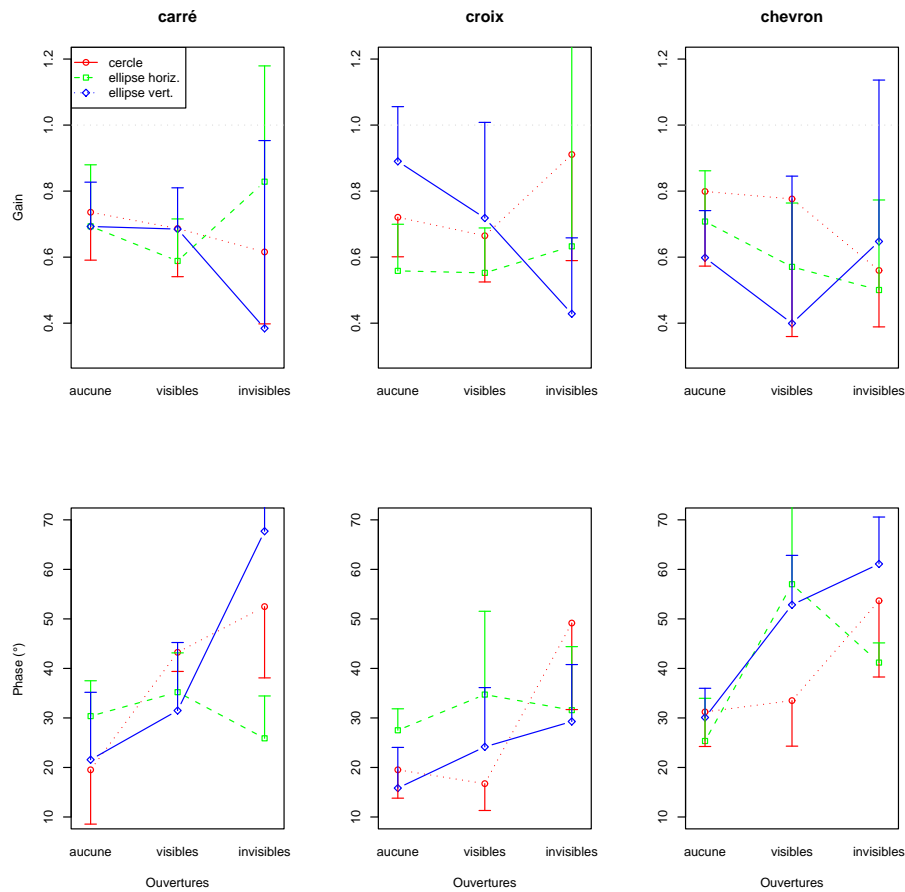 carré croix chevron
cercle
ellipse horiz.
ellipse vert.
Gain
1.2
1.0
0.8
0.6
0.4
aucune visibles invisibles
aucune visibles invisibles
aucune visibles invisibles
1.2
1.0
0.8
0.6
0.4
1.2
1.0
0.8
0.6
0.4
Phase (°)
70
60
50
40
30
20
10
aucune visibles invisibles
Ouvertures
70
60
50
40
30
20
10
aucune visibles invisibles
Ouvertures
70
60
50
40
30
20
10
aucune visibles invisibles
Ouvertures